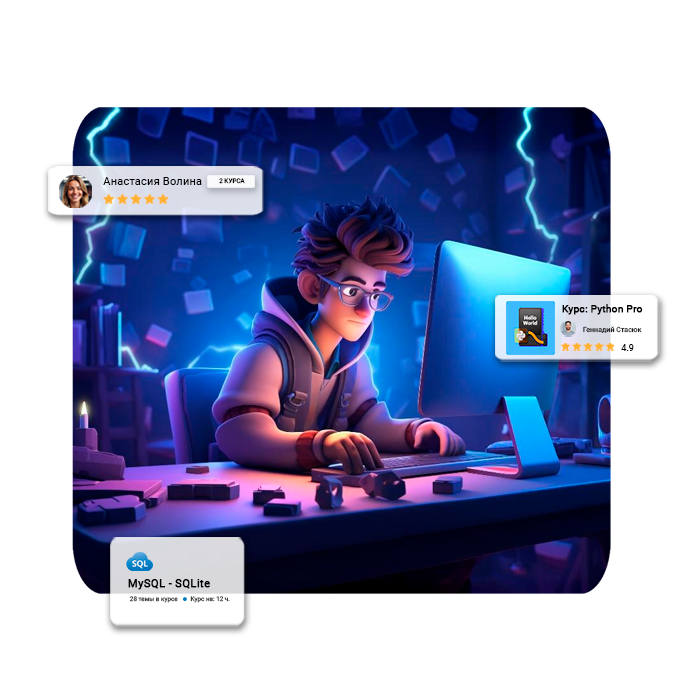 Анастасия Волина
2 КУРСА
Курс: Python Pro
Hello
World
Геннадий Стасюк
4.9
SQL
MySQL - SQLite
28 темы в курсе • Курс на: 12 ч.